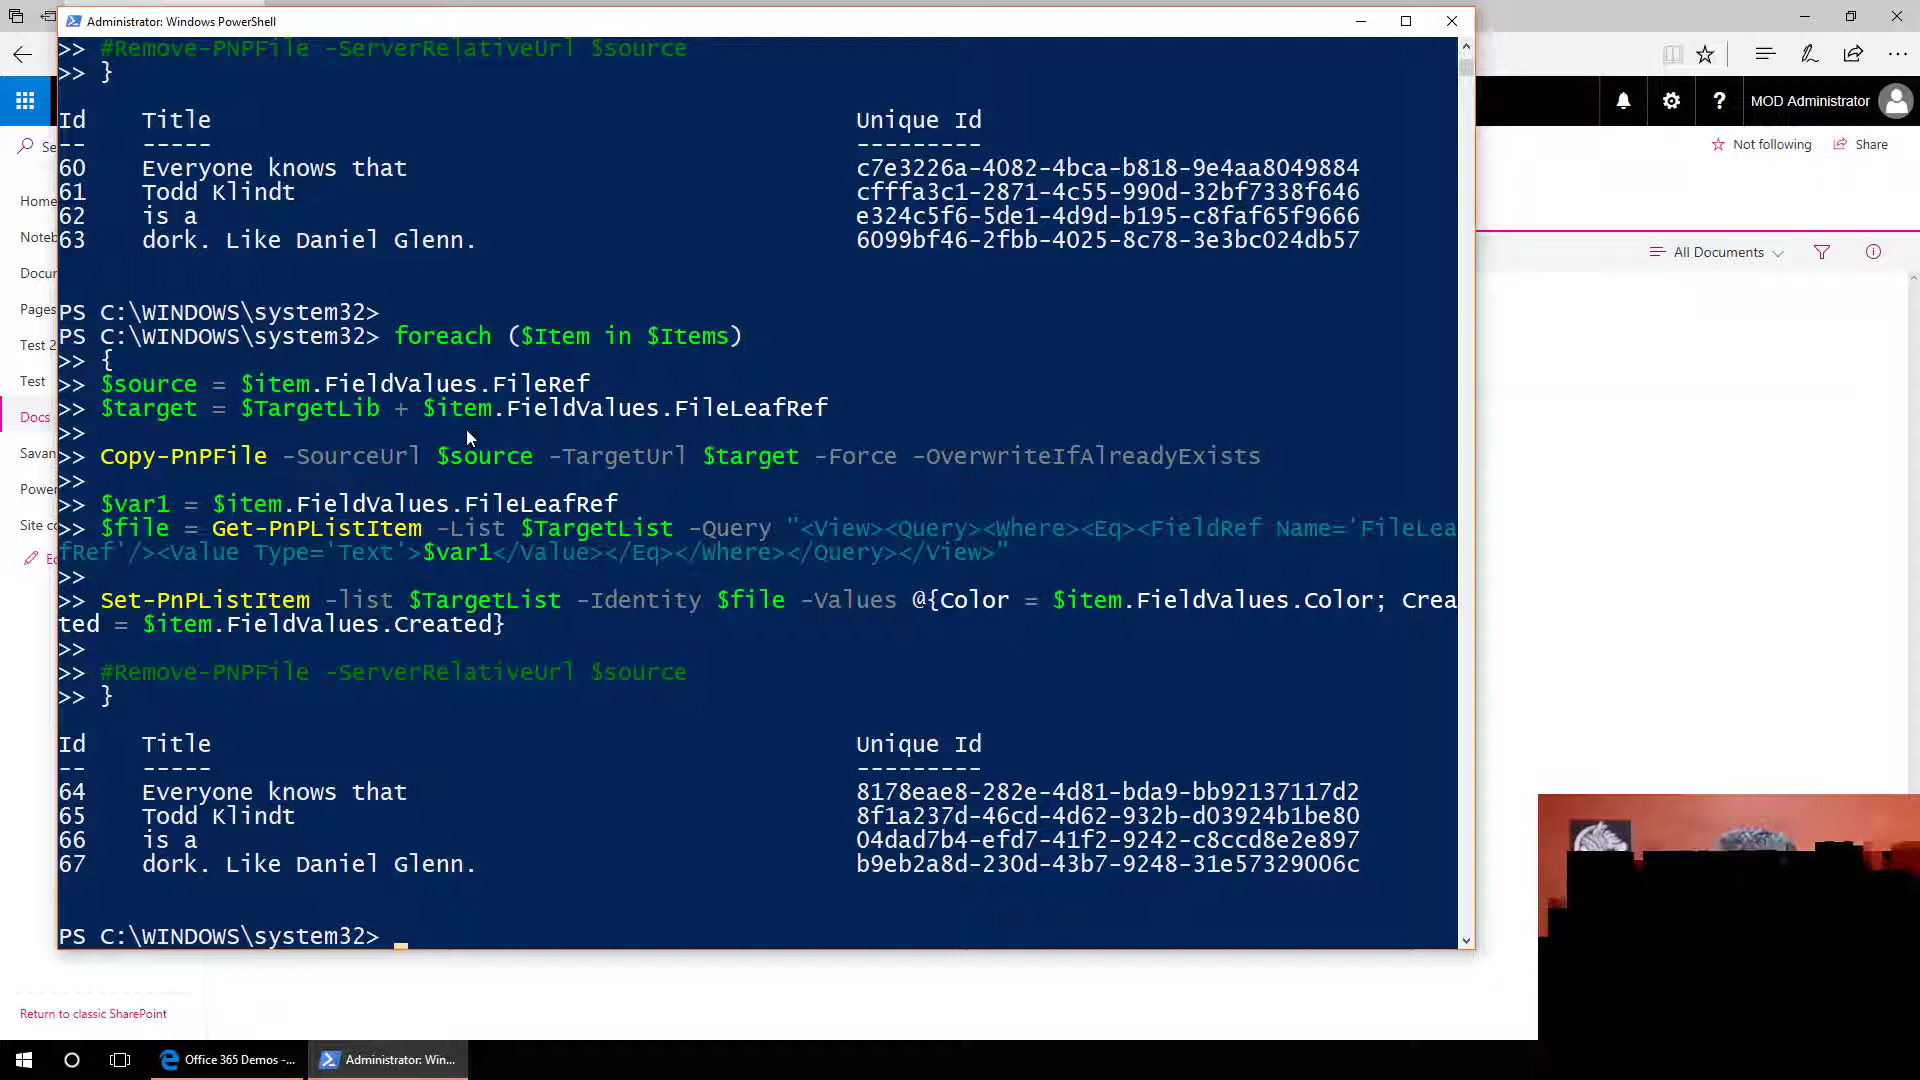 Administrator: Windows PowerShell
>> #Remove-PNPFile -ServerRelativeUrl $source
>> }
Id Title Unique Id
-- ----- ---------
60 Everyone knows that c7e3226a-4082-4bca-b818-9e4aa8049884
61 Todd Klindt cfffa3c1-2871-4c55-990d-32bf7338f646
62 is a e324c5f6-5de1-4d9d-b195-c8faf65f9666
63 dork. Like Daniel Glenn. 6099bf46-2fbb-4025-8c78-3e3bc024db57
PS C:\WINDOWS\system32>
PS C:\WINDOWS\system32> foreach ($Item in $Items)
>> {
>> $source = $item.FieldValues.FileRef
>> $target = $TargetLib + $item.FieldValues.FileLeafRef
>>
>> Copy-PnPFile -SourceUrl $source -TargetUrl $target -Force -OverwriteIfAlreadyExists
>>
>> $var1 = $item.FieldValues.FileLeafRef
>> $file = Get-PnPListItem -List $TargetList -Query "<View><Query><Where><Eq><FieldRef Name='FileLea
fRef'/><Value Type='Text'>$var1</Value></Eq></Where></Query></View>"
>>
>> Set-PnPListItem -list $TargetList -Identity $file -Values @{Color = $item.FieldValues.Color; Crea
ted = $item.FieldValues.Created}
>>
>> #Remove-PNPFile -ServerRelativeUrl $source
>> }
Id Title Unique Id
-- ----- ---------
64 Everyone knows that 8178eae8-282e-4d81-bda9-bb92137117d2
65 Todd Klindt 8f1a237d-46cd-4d62-932b-d03924b1be80
66 is a 04dad7b4-efd7-41f2-9242-c8ccd8e2e897
67 dork. Like Daniel Glenn. b9eb2a8d-230d-43b7-9248-31e57329006c
PS C:\WINDOWS\system32>
MOD Administrator
Not following Share
All Documents
Se
Home
Noteb
Docu
Pages
Test 2
Test
Docs
Savan
Power
Site co
Ed
Return to classic SharePoint
Office 365 Demos -...
Administrator: Win...